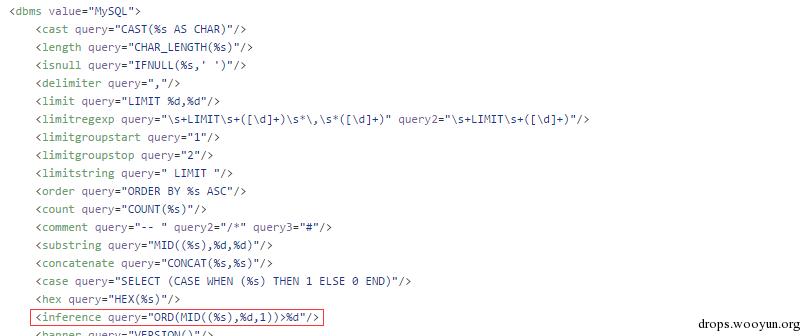 <dbms value="MySQL">
<cast query="CAST(%s AS CHAR)"/>
<length query="CHAR_LENGTH(%s)"/>
<isnull query="IFNULL(%s,' ')"/>
<delimiter query=","/>
<limit query="LIMIT %d,%d"/>
<limitregexp query="\s+LIMIT\s+([\d]+)\s*\,\s*([\d]+)" query2="\s+LIMIT\s+([\d]+)"/>
<limitgroupstart query="1"/>
<limitgroupstop query="2"/>
<limitstring query=" LIMIT "/>
<order query="ORDER BY %s ASC"/>
<count query="COUNT(%s)"/>
<comment query="-- " query2="/*" query3="#"/>
<substring query="MID((%s),%d,%d)"/>
<concatenate query="CONCAT(%s,%s)"/>
<case query="SELECT (CASE WHEN (%s) THEN 1 ELSE 0 END)"/>
<hex query="HEX(%s)"/>
<inference query="ORD(MID((%s),%d,1))>%d"/>
<banner query="VERSION()"/>
drops.wooyun.org